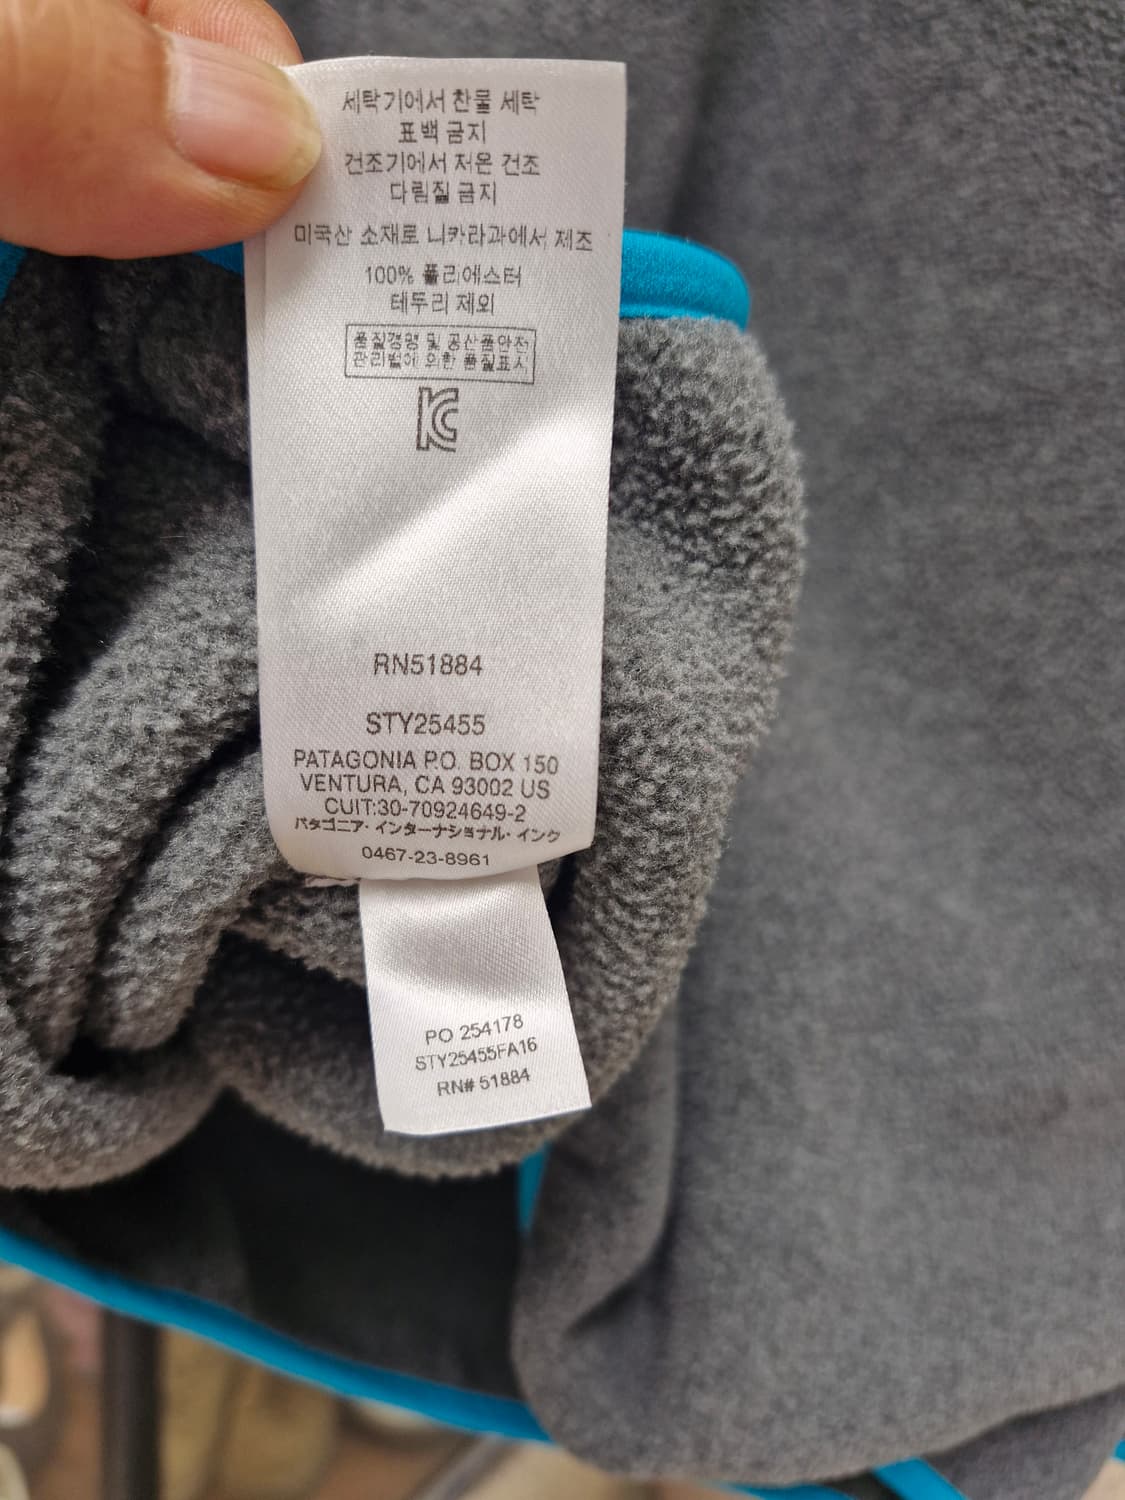 세탁기에서 찬물 세탁
표백 금지
건조기에서 저온 건조
다림질 금지
미국산 소재로 니카라과에서 제조
100% 폴리에스터
테두리 제외
품질경영 및 공산품안전
관리법에 의한 품질표시
KC
RN51884
STY25455
PATAGONIA P.O. BOX 150
VENTURA, CA 93002 US
CUIT:30-70924649-2
パタゴニア・インターナショナル・インク
0467-23-8961
PO 254178
STY25455FA16
RN# 51884